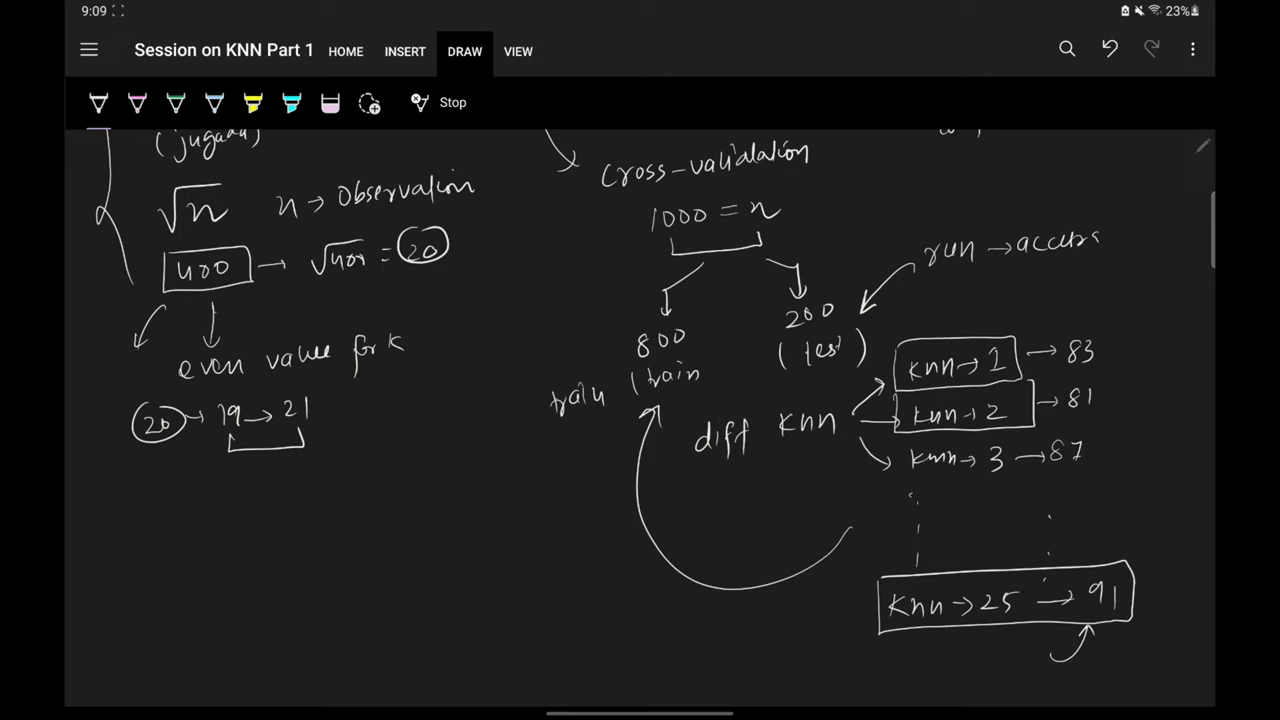 9:09
23%
Session on KNN Part 1 HOME INSERT DRAW VIEW
Stop
(jugaad)
√n n → Observation
400 → √400 = 20
even value for K
20 → 19 → 21
cross-validation
1000 = n
800
(train
train
200
(test)
run → accura
diff knn
knn → 1 → 83
knn → 2 → 81
knn → 3 → 87
knn → 25 → 91